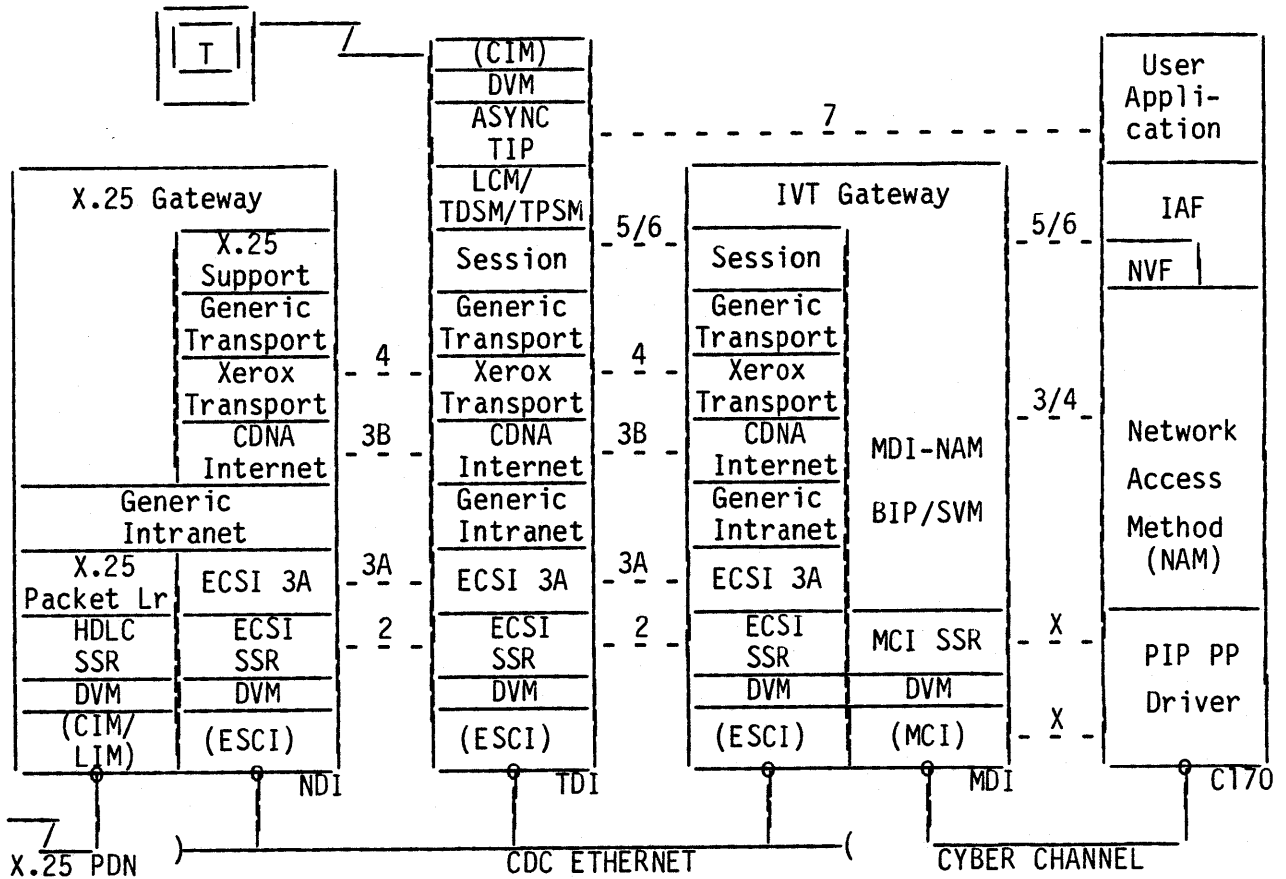 T
(CIM)
DVM
ASYNC
TIP
LCM/
TDSM/TPSM
Session
Generic
Transport
Xerox
Transport
CDNA
Internet
Generic
Intranet
ECSI 3A
ECSI
SSR
DVM
(ESCI)
TDI
X.25 Gateway
X.25
Support
Generic
Transport
Xerox
Transport
CDNA
Internet
Generic
Intranet
X.25
Packet Lr
HDLC
SSR
DVM
(CIM/
LIM)
ECSI 3A
ECSI
SSR
DVM
(ESCI)
NDI
4
3B
3A
2
7
5/6
4
3B
3A
2
IVT Gateway
Session
Generic
Transport
Xerox
Transport
CDNA
Internet
Generic
Intranet
ECSI 3A
ECSI
SSR
DVM
(ESCI)
MDI-NAM
BIP/SVM
MCI SSR
DVM
(MCI)
MDI
5/6
3/4
X
X
User
Appli-
cation
IAF
NVF
Network
Access
Method
(NAM)
PIP PP
Driver
C170
X.25 PDN
CDC ETHERNET
CYBER CHANNEL